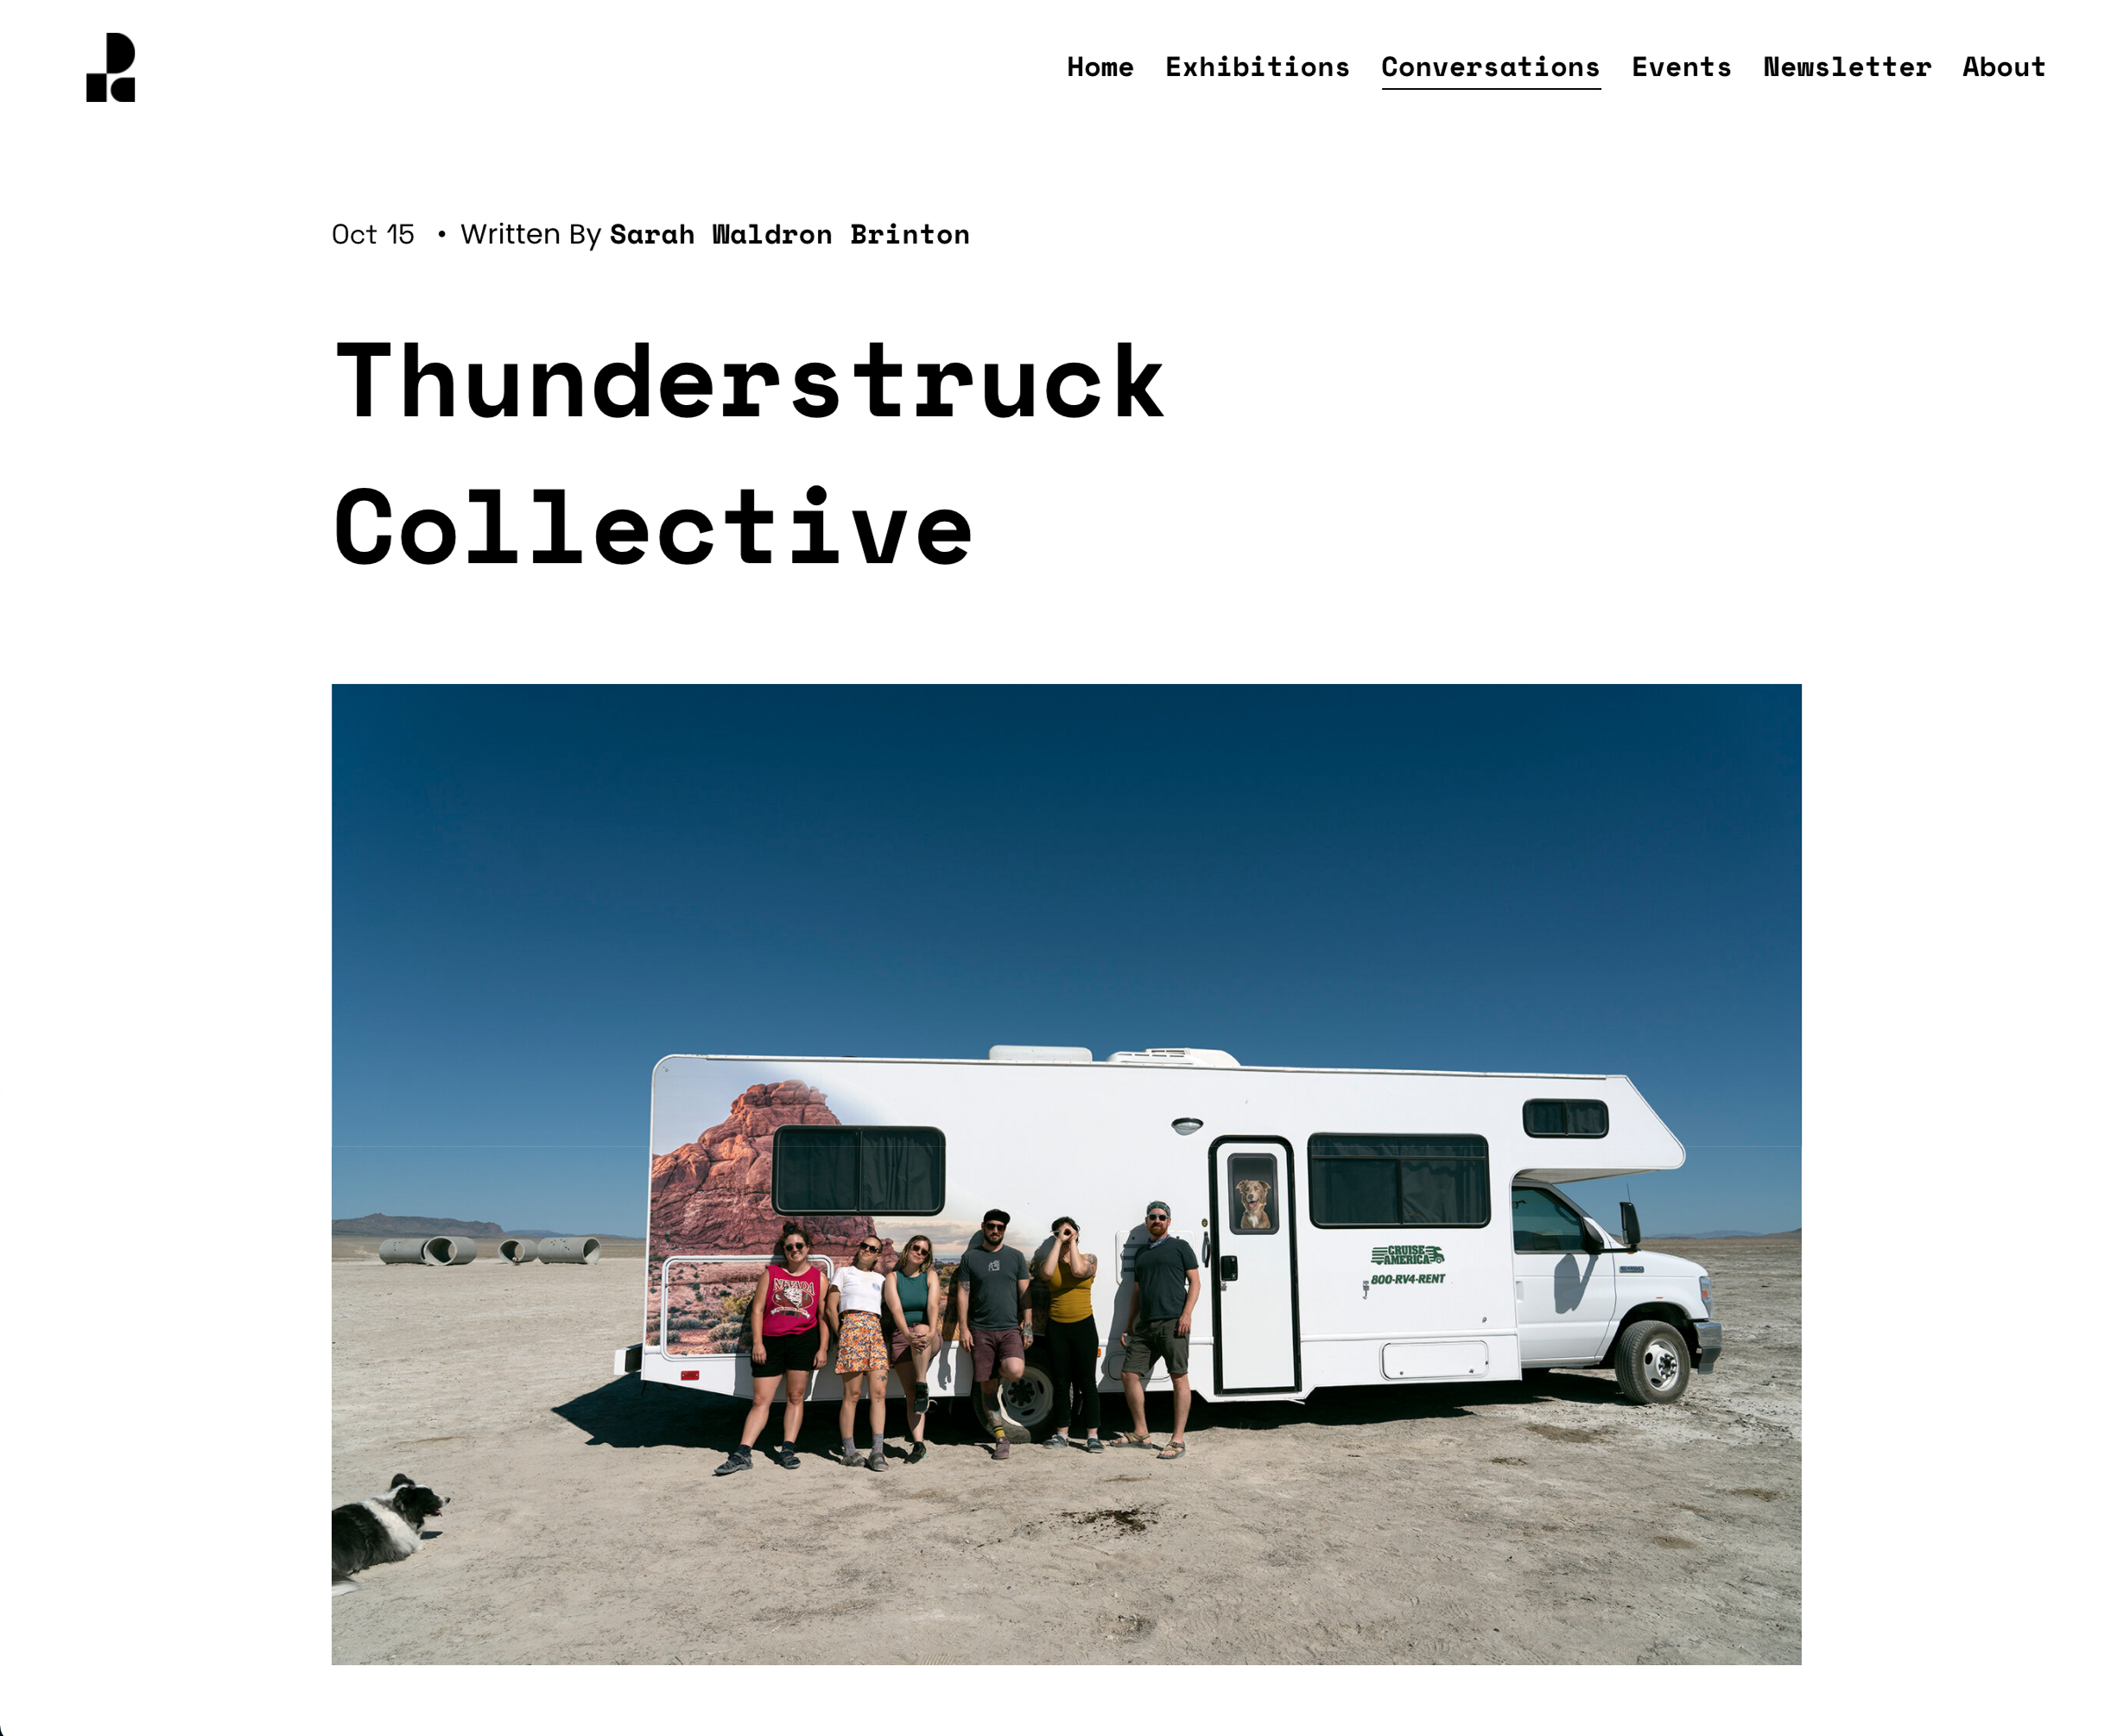 Home Exhibitions Conversations Events Newsletter About
Oct 15 • Written By Sarah Waldron Brinton
Thunderstruck
Collective
CRUISE
AMERICA
800-RV4-RENT
NEVADA